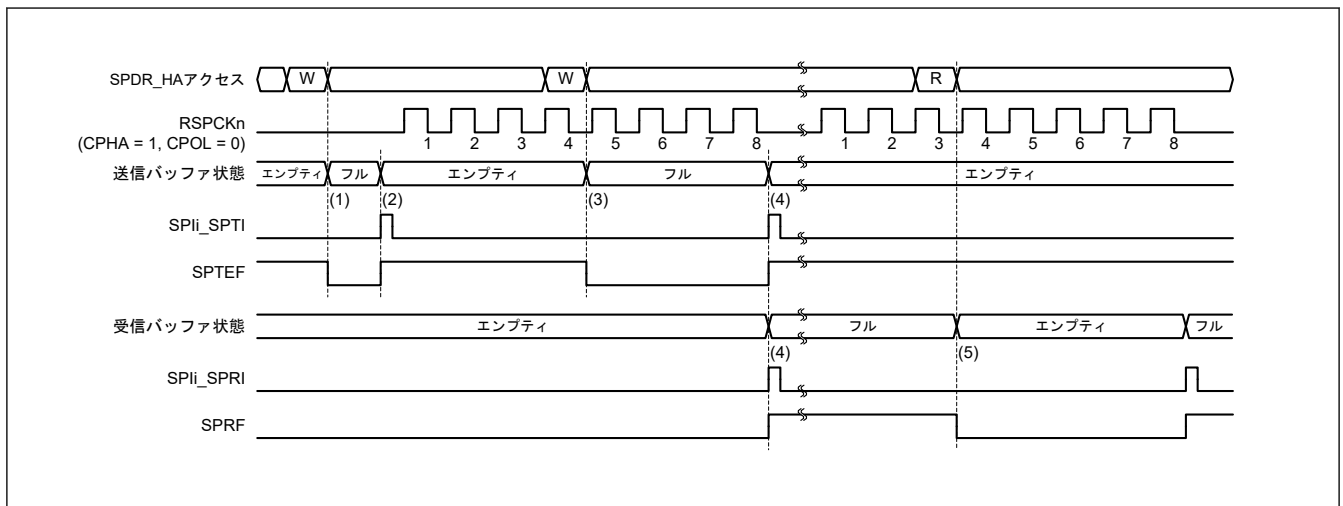 SPDR_HAアクセス W W R
RSPCKn
(CPHA = 1, CPOL = 0)
1 2 3 4 5 6 7 8 1 2 3 4 5 6 7 8
送信バッファ状態 エンプティ フル エンプティ フル エンプティ
(1) (2) (3) (4)
SPIi_SPTI
SPTEF
受信バッファ状態 エンプティ フル エンプティ フル
(4) (5)
SPIi_SPRI
SPRF